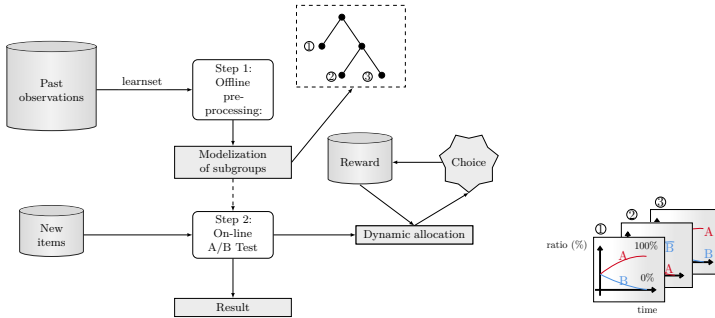 ①
②
③
Past
observations
learnset
Step 1:
Offline
pre-
processing:
Modelization
of subgroups
Reward
Choice
New
items
Step 2:
On-line
A/B Test
Dynamic allocation
Result
③
②
①
ratio (%)
100%
A
B
0%
B
A
A
B
time